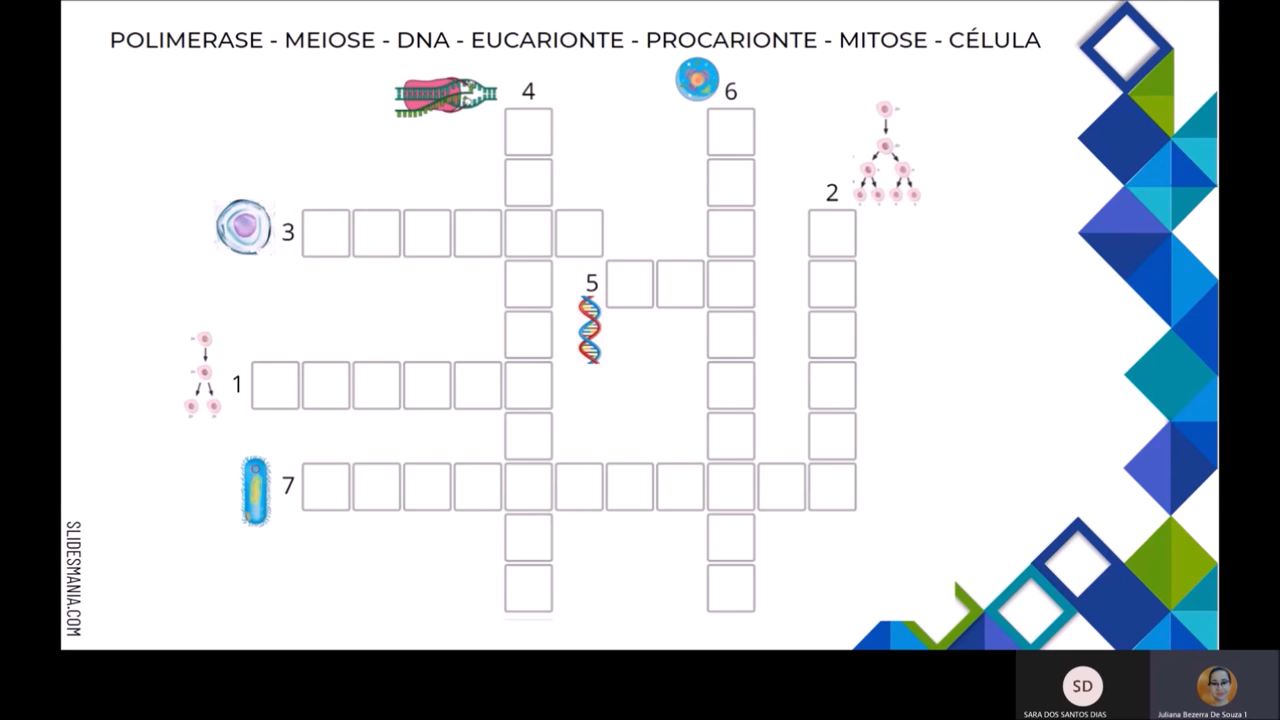 POLIMERASE - MEIOSE - DNA - EUCARIONTE - PROCARIONTE - MITOSE - CÉLULA
4
6
2
3
5
1
7
SLIDESMANIA.COM
SD
SARA DOS SANTOS DIAS
Juliana Bezerra De Souza 1